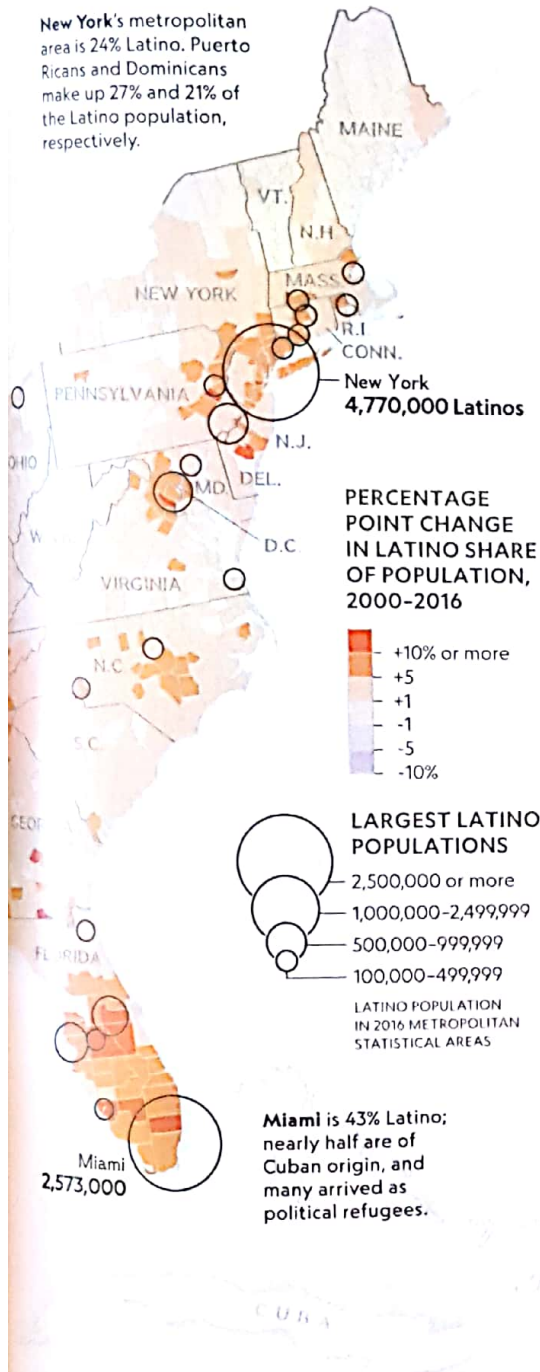 New York's metropolitan
area is 24% Latino. Puerto
Ricans and Dominicans
make up 27% and 21% of
the Latino population,
respectively.
MAINE
VT.
N.H
MASS.
NEW YORK
R.I.
CONN.
PENNSYLVANIA
New York
4,770,000 Latinos
N.J.
OHIO
MD.
DEL.
D.C.
VIRGINIA
PERCENTAGE
POINT CHANGE
IN LATINO SHARE
OF POPULATION,
2000-2016
+10% or more
+5
+1
-1
-5
-10%
N.C.
S.C.
GEOR
LARGEST LATINO
POPULATIONS
2,500,000 or more
1,000,000-2,499,999
500,000-999,999
100,000-499,999
LATINO POPULATION
IN 2016 METROPOLITAN
STATISTICAL AREAS
FLORIDA
Miami
2,573,000
Miami is 43% Latino;
nearly half are of
Cuban origin, and
many arrived as
political refugees.
CUBA